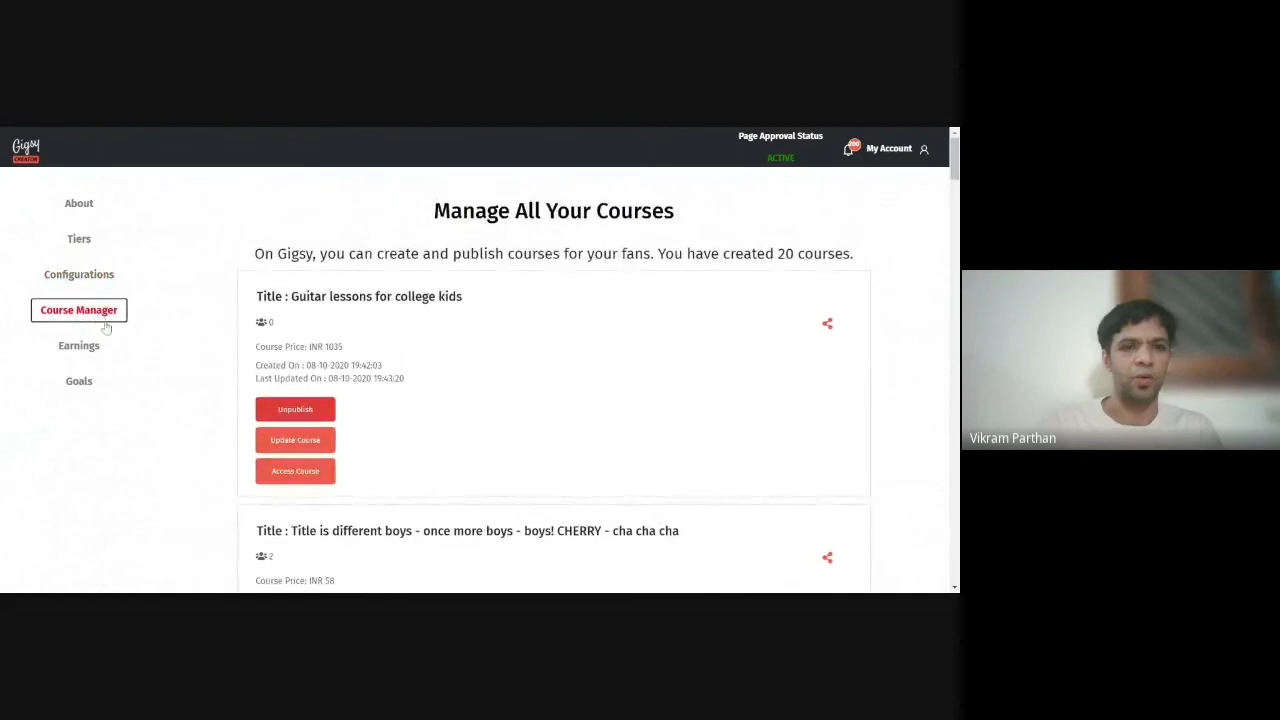 Gigsy
CREATOR
Page Approval Status
ACTIVE
200
My Account
About
Tiers
Configurations
Course Manager
Earnings
Goals
Manage All Your Courses
On Gigsy, you can create and publish courses for your fans. You have created 20 courses.
Title : Guitar lessons for college kids
0
Course Price: INR 1035
Created On : 08-10-2020 19:42:03
Last Updated On : 08-10-2020 19:43:20
Unpublish
Update Course
Access Course
Title : Title is different boys - once more boys - boys! CHERRY - cha cha cha
2
Course Price: INR 58
Vikram Parthan